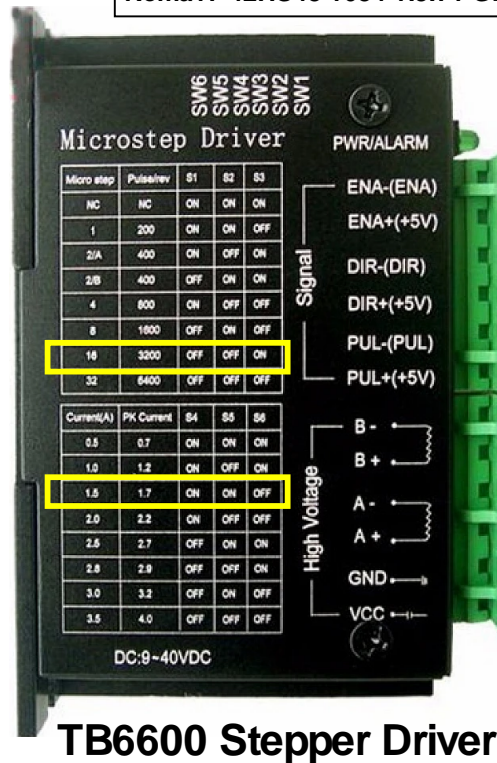 SW6
SW5
SW4
SW3
SW2
SW1
Microstep Driver
PWR/ALARM
Micro step Pulse/rev S1 S2 S3
NC NC ON ON ON
1 200 ON ON OFF
2/A 400 ON OFF ON
2/B 400 OFF ON ON
4 800 ON OFF OFF
8 1600 OFF ON OFF
16 3200 OFF OFF ON
32 6400 OFF OFF OFF
Current(A) PK Current S4 S5 S6
0.5 0.7 ON ON ON
1.0 1.2 ON OFF ON
1.5 1.7 ON ON OFF
2.0 2.2 ON OFF OFF
2.5 2.7 OFF ON ON
2.8 2.9 OFF OFF ON
3.0 3.2 OFF ON OFF
3.5 4.0 OFF OFF OFF
DC:9~40VDC
Signal
ENA-(ENA)
ENA+(+5V)
DIR-(DIR)
DIR+(+5V)
PUL-(PUL)
PUL+(+5V)
High Voltage
B -
B +
A -
A +
GND
VCC
TB6600 Stepper Driver